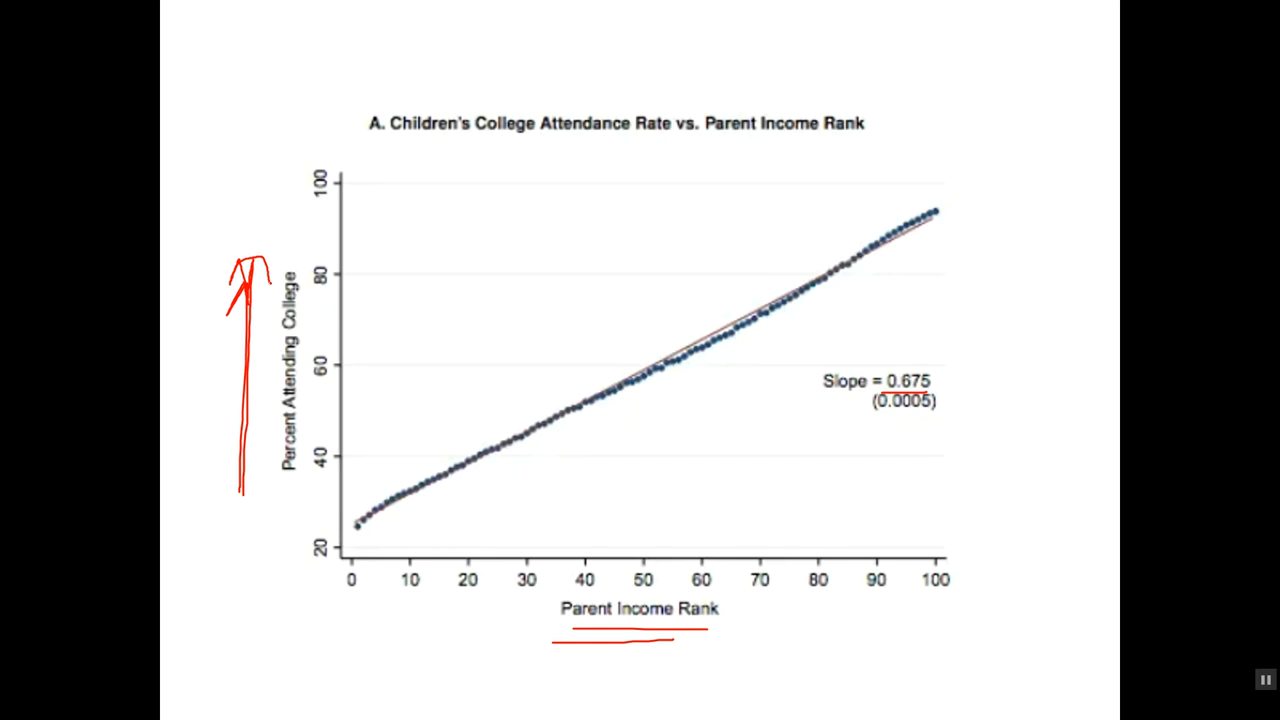 A. Children's College Attendance Rate vs. Parent Income Rank
Percent Attending College
100
80
60
40
20
Slope = 0.675
(0.0005)
0 10 20 30 40 50 60 70 80 90 100
Parent Income Rank